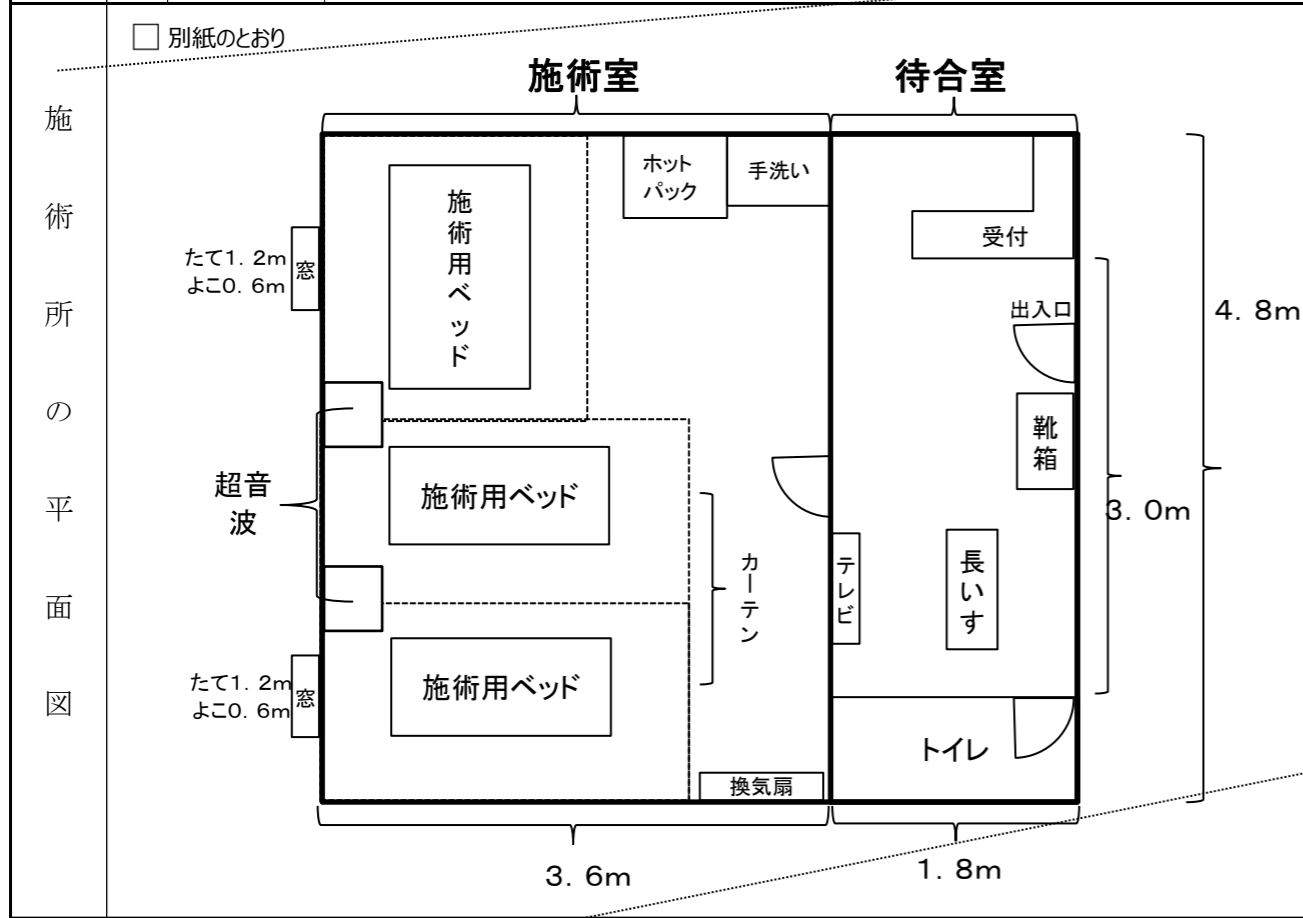 □ 別紙のとおり
施術所の平面図
施術室
待合室
ホット
パック
手洗い
施術用ベッド
受付
たて1．2m
よこ0．6m
窓
出入口
4．8m
靴箱
超音
波
施術用ベッド
3．0m
カーテン
テレビ
長いす
施術用ベッド
たて1．2m
よこ0．6m
窓
トイレ
換気扇
3．6m
1．8m